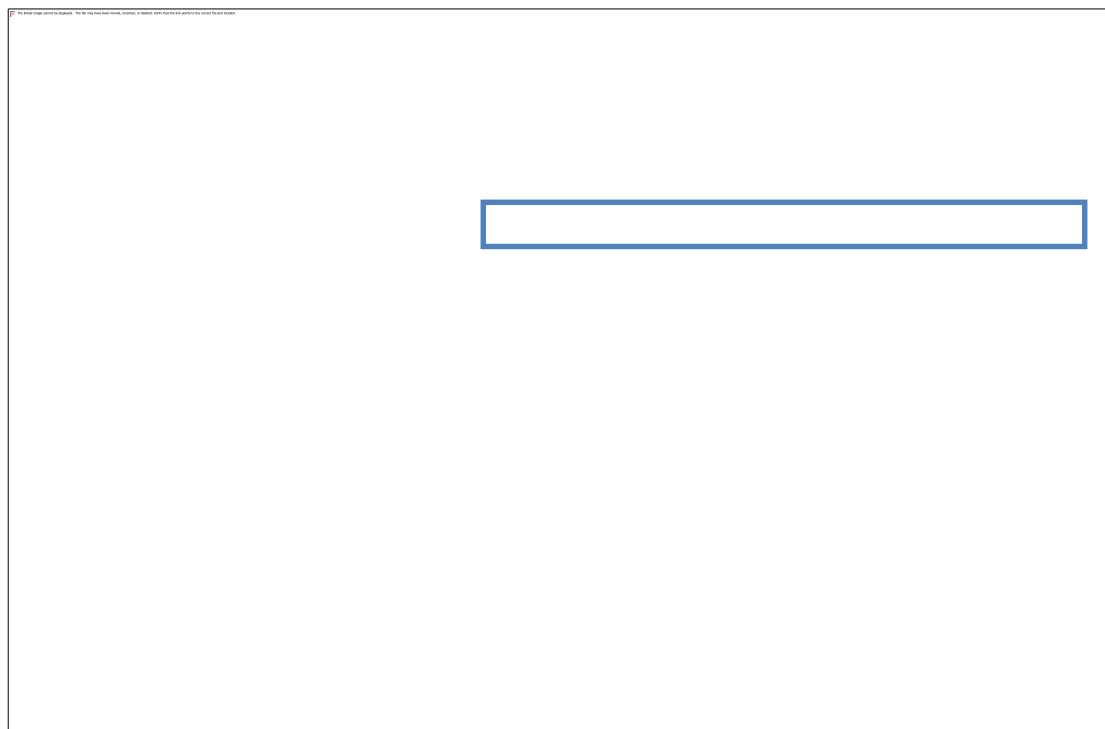 The linked image cannot be displayed.  The file may have been moved, renamed, or deleted. Verify that the link points to the correct file and location.